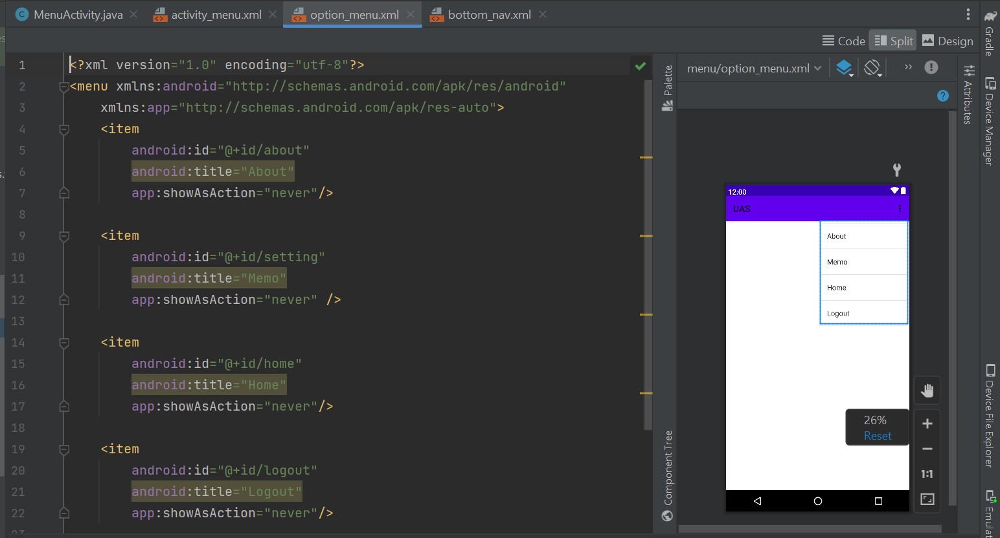 MenuActivity.java
activity_menu.xml
option_menu.xml
bottom_nav.xml
Code
Split
Design
1 <?xml version="1.0" encoding="utf-8"?>
2 <menu xmlns:android="http://schemas.android.com/apk/res/android"
3 xmlns:app="http://schemas.android.com/apk/res-auto">
4 <item
5 android:id="@+id/about"
6 android:title="About"
7 app:showAsAction="never"/>
8
9 <item
10 android:id="@+id/setting"
11 android:title="Memo"
12 app:showAsAction="never" />
13
14 <item
15 android:id="@+id/home"
16 android:title="Home"
17 app:showAsAction="never"/>
18
19 <item
20 android:id="@+id/logout"
21 android:title="Logout"
22 app:showAsAction="never"/>
Palette
Component Tree
menu/option_menu.xml
12:00
UAS
About
Memo
Home
Logout
26%
Reset
1:1
Attributes
Gradle
Device Manager
Device File Explorer
Emulat